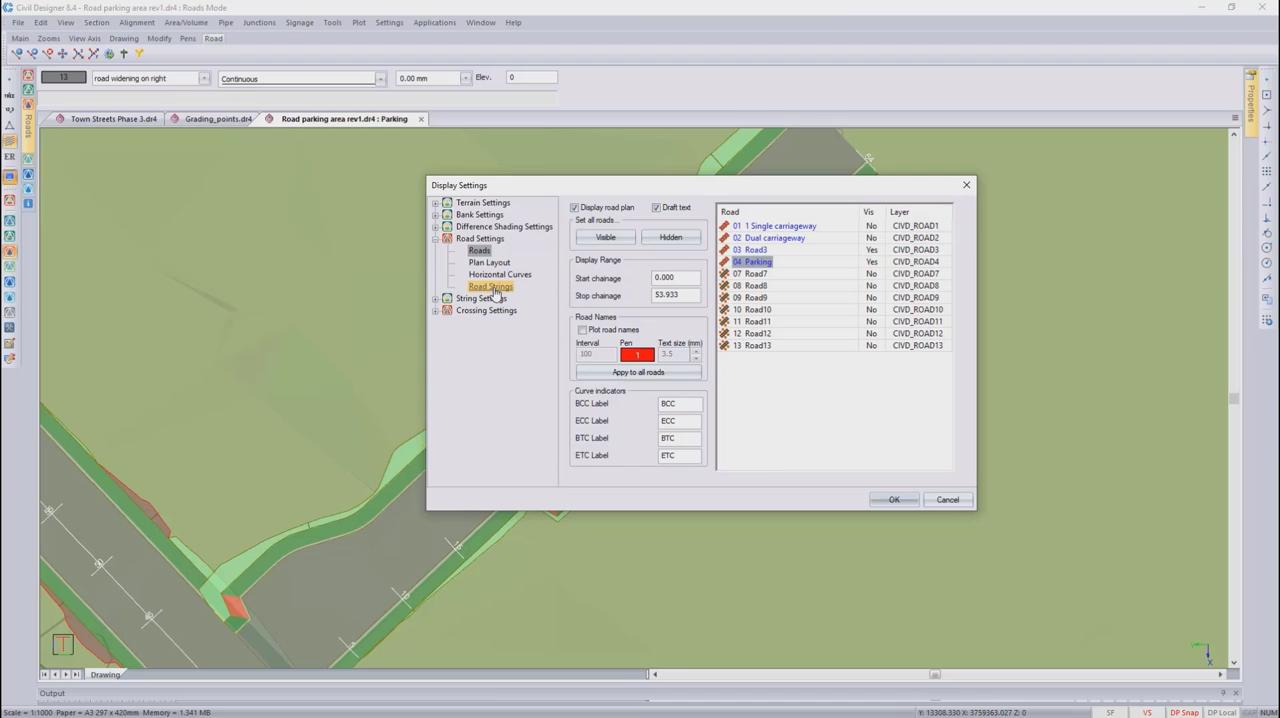 Civil Designer 8.4 - Road parking area rev1.dr4 : Roads Mode
File Edit View Section Alignment Area/Volume Pipe Junctions Signage Tools Plot Settings Applications Window Help
Main Zooms View Axis Drawing Modify Pens Road
13 road widening on right Continuous 0.00 mm Elev. 0
Town Streets Phase 3.dr4 Grading_points.dr4 Road parking area rev1.dr4 : Parking
Roads
ER
Properties
Display Settings
Terrain Settings
Bank Settings
Difference Shading Settings
Road Settings
Roads
Plan Layout
Horizontal Curves
Road Strings
String Settings
Crossing Settings
Display road plan Draft text
Set all roads...
Visible Hidden
Display Range
Start chainage 0.000
Stop chainage 53.933
Road Names
Plot road names
Interval Pen Text size (mm)
100 1 3.5
Appy to all roads
Curve indicators
BCC Label BCC
ECC Label ECC
BTC Label BTC
ETC Label ETC
Road Vis Layer
01 1 Single carriageway No CIVD_ROAD1
02 Dual carriageway No CIVD_ROAD2
03 Road3 Yes CIVD_ROAD3
04 Parking Yes CIVD_ROAD4
07 Road7 No CIVD_ROAD7
08 Road8 No CIVD_ROAD8
09 Road9 No CIVD_ROAD9
10 Road10 No CIVD_ROAD10
11 Road11 No CIVD_ROAD11
12 Road12 No CIVD_ROAD12
13 Road13 No CIVD_ROAD13
OK Cancel
Drawing
Output
Scale = 1:1000 Paper = A3 297 x 420mm Memory = 1.341 MB
Y: 13308.330 X: 3759363.027 Z: 0 SF VS DP Snap DP Local CAP NUM